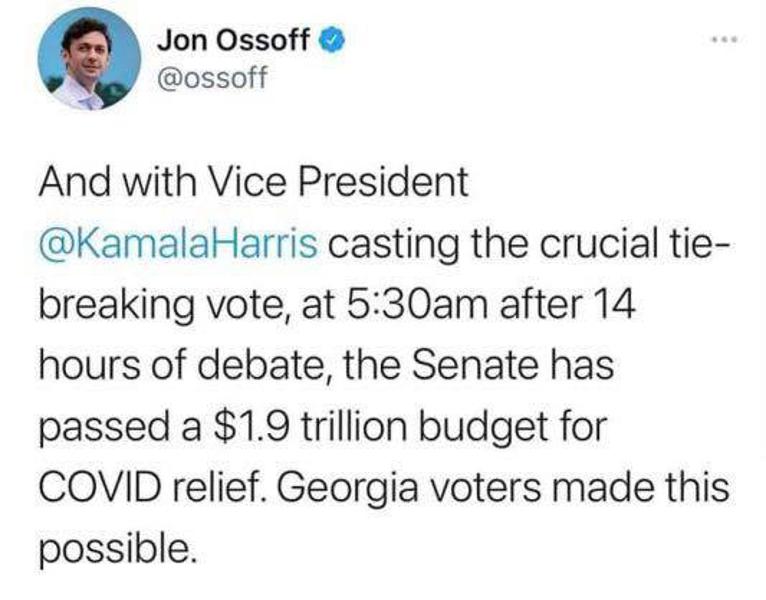 Jon Ossoff
@ossoff
And with Vice President
@KamalaHarris casting the crucial tie-
breaking vote, at 5:30am after 14
hours of debate, the Senate has
passed a $1.9 trillion budget for
COVID relief. Georgia voters made this
possible.